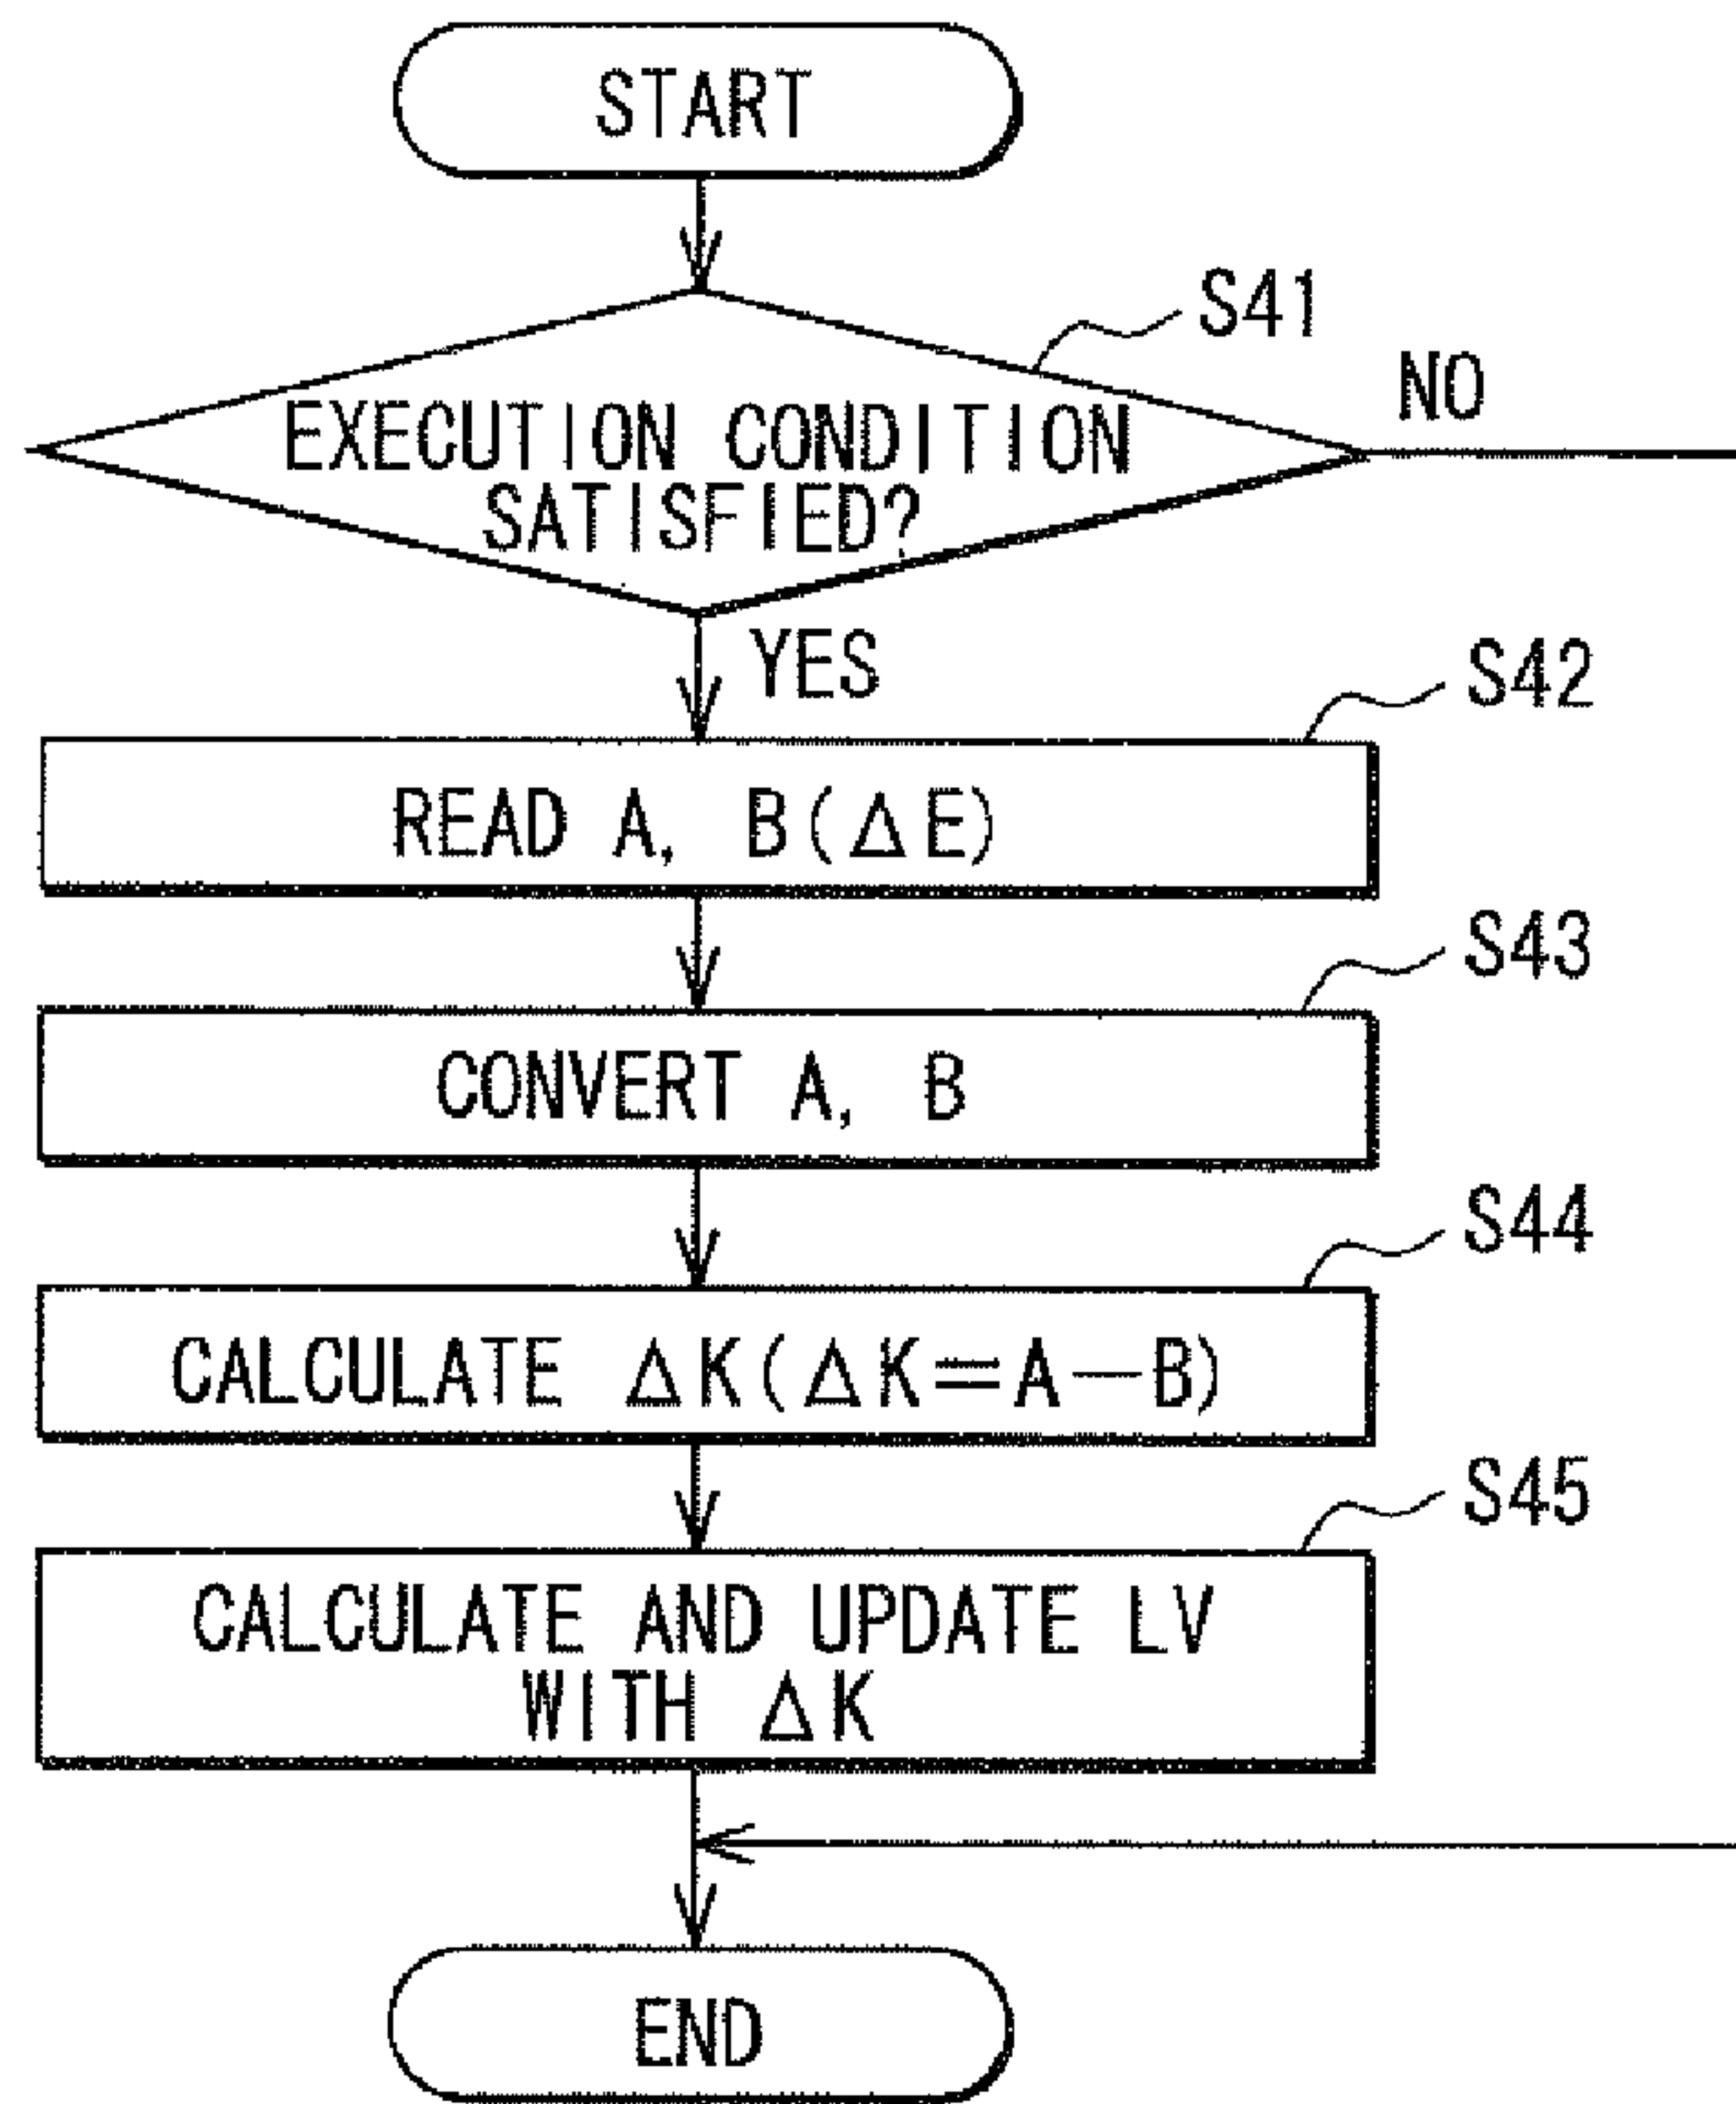 START
S41
NO
EXECUTION CONDITION
SATISFIED?
YES
S42
READ A, B(ΔE)
S43
CONVERT A, B
S44
CALCULATE ΔK(ΔK=A−B)
S45
CALCULATE AND UPDATE LV
WITH ΔK
END